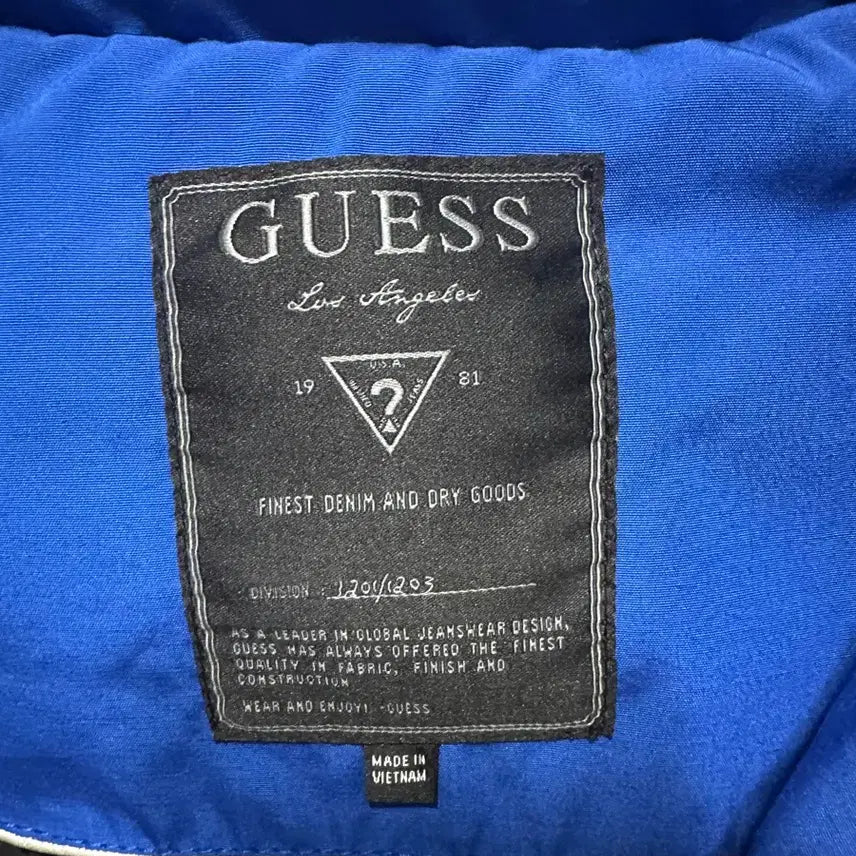 GUESS
Los Angeles
U.S.A.
19 81
?
JEANS
FINEST DENIM AND DRY GOODS
DIVISION : 1201/1203
AS A LEADER IN GLOBAL JEANSWEAR DESIGN,
GUESS HAS ALWAYS OFFERED THE FINEST
QUALITY IN FABRIC, FINISH AND
CONSTRUCTION
WEAR AND ENJOY! -GUESS
MADE IN
VIETNAM